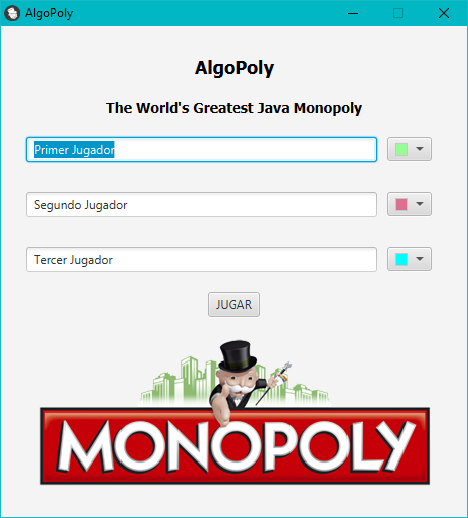 AlgoPoly
AlgoPoly
The World's Greatest Java Monopoly
Primer Jugador
Segundo Jugador
Tercer Jugador
JUGAR
MONOPOLY